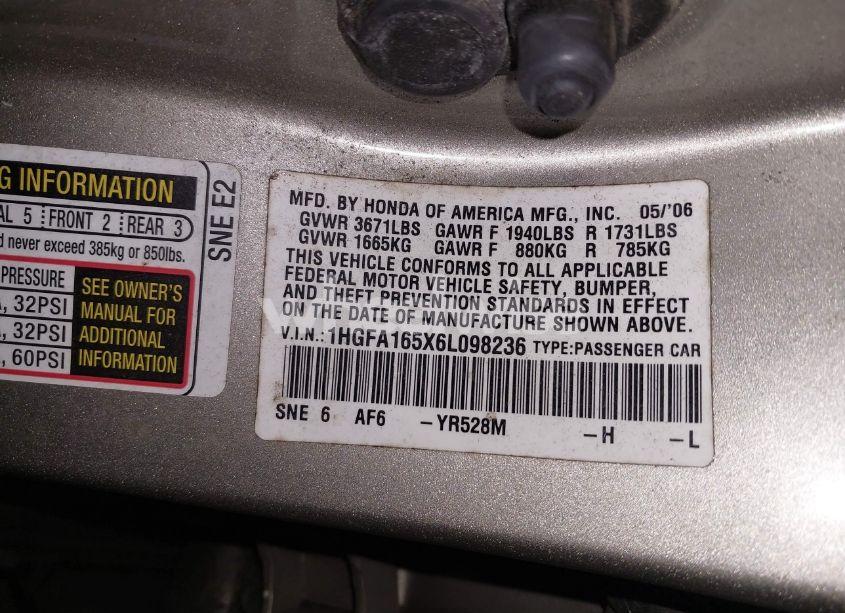 G INFORMATION
AL 5 FRONT 2 REAR 3
d never exceed 385kg or 850lbs.
PRESSURE
, 32PSI
, 32PSI
, 60PSI
SEE OWNER'S
MANUAL FOR
ADDITIONAL
INFORMATION
SNE E2
MFD. BY HONDA OF AMERICA MFG., INC. 05/'06
GVWR 3671LBS GAWR F 1940LBS R 1731LBS
GVWR 1665KG GAWR F 880KG R 785KG
THIS VEHICLE CONFORMS TO ALL APPLICABLE
FEDERAL MOTOR VEHICLE SAFETY, BUMPER,
AND THEFT PREVENTION STANDARDS IN EFFECT
ON THE DATE OF MANUFACTURE SHOWN ABOVE.
V.I.N.: 1HGFA165X6L098236 TYPE:PASSENGER CAR
SNE 6 AF6 -YR528M -H -L